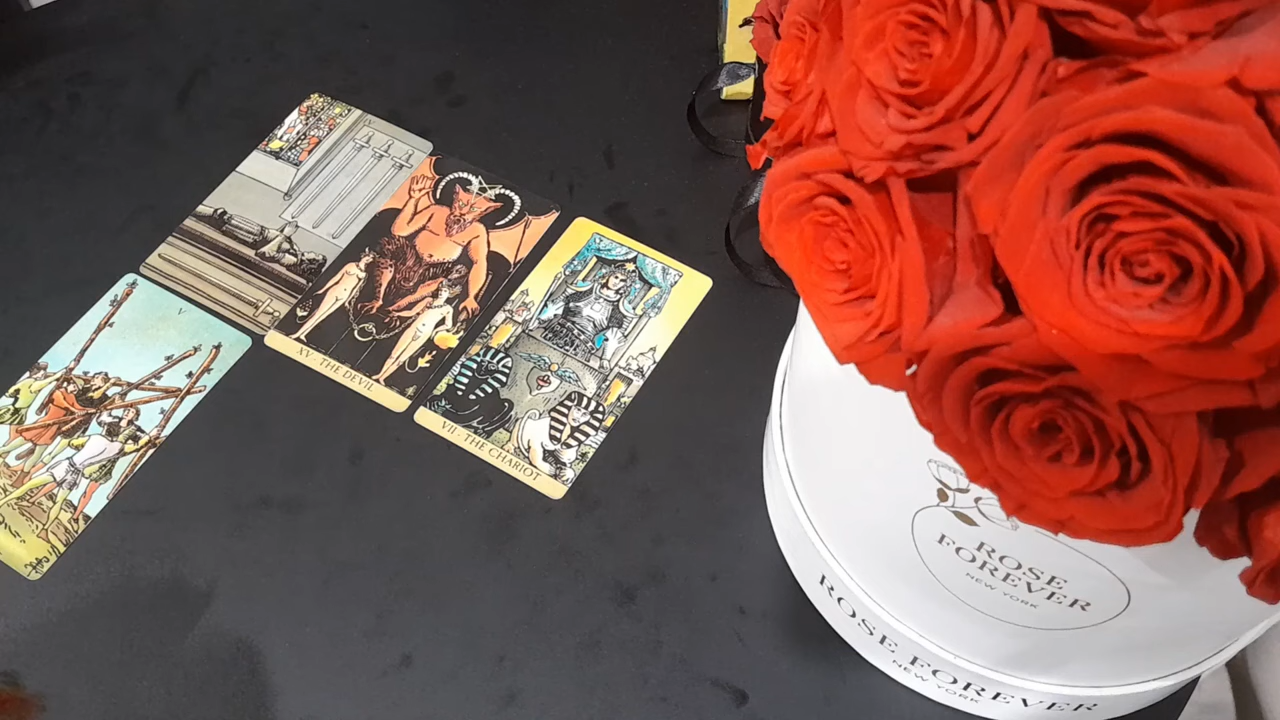 V
XV - THE DEVIL
VII - THE CHARIOT
ROSE
FOREVER
NEW YORK
ROSE FOREVER
NEW YORK